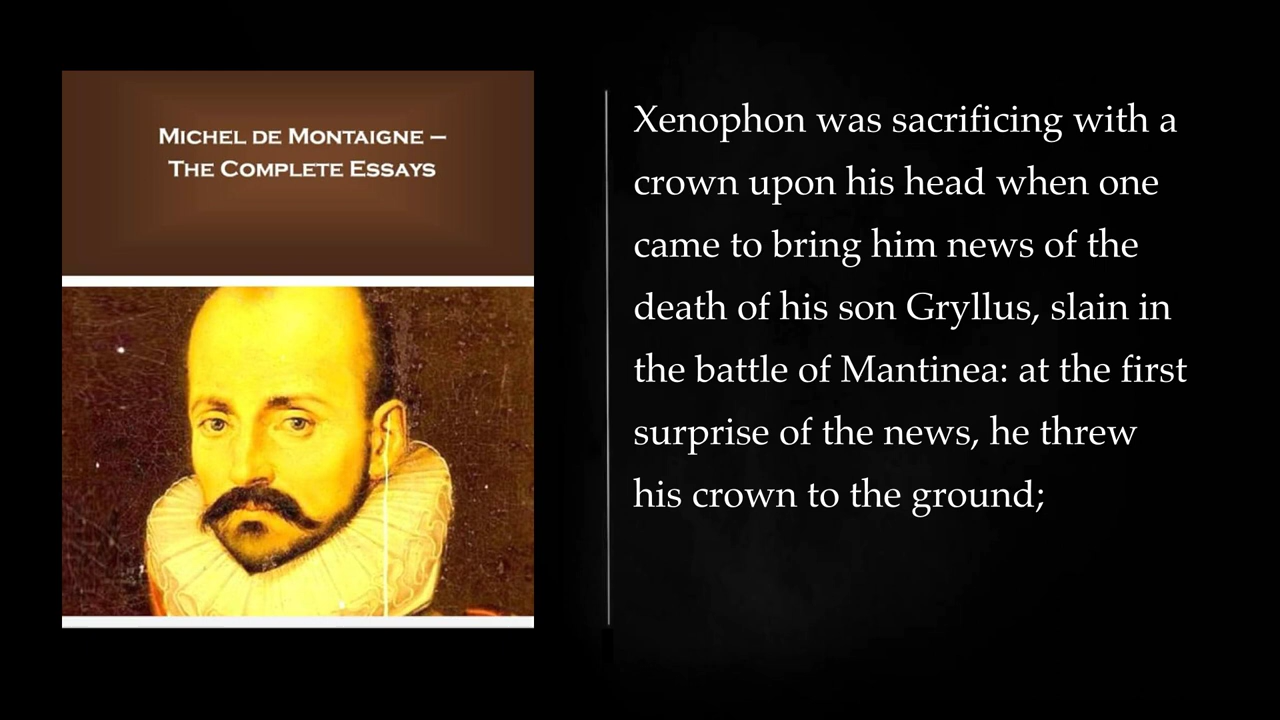 MICHEL DE MONTAIGNE –
THE COMPLETE ESSAYS
Xenophon was sacrificing with a
crown upon his head when one
came to bring him news of the
death of his son Gryllus, slain in
the battle of Mantinea: at the first
surprise of the news, he threw
his crown to the ground;